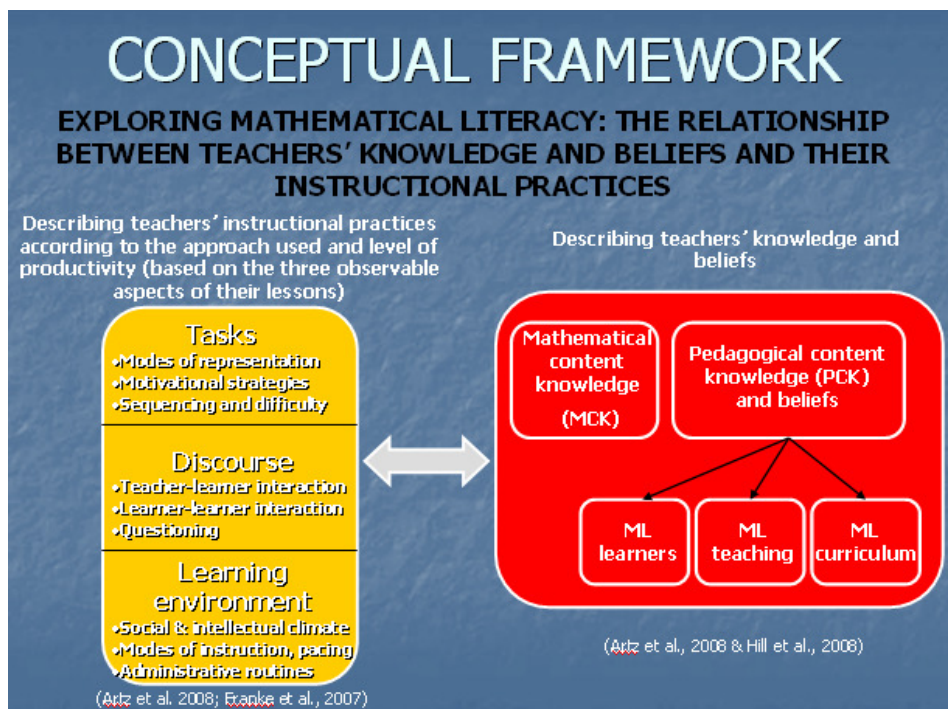 CONCEPTUAL FRAMEWORK
EXPLORING MATHEMATICAL LITERACY: THE RELATIONSHIP
BETWEEN TEACHERS’ KNOWLEDGE AND BELIEFS AND THEIR
INSTRUCTIONAL PRACTICES
Describing teachers’ instructional practices
according to the approach used and level of
productivity (based on the three observable
aspects of their lessons)
Tasks
•Modes of representation
•Motivational strategies
•Sequencing and difficulty
Discourse
•Teacher-learner interaction
•Learner-learner interaction
•Questioning
Learning
environment
•Social & intellectual climate
•Modes of instruction, pacing
•Administrative routines
(Artz et al. 2008; Franke et al., 2007)
Describing teachers’ knowledge and
beliefs
Mathematical
content
knowledge
(MCK)
Pedagogical content
knowledge (PCK)
and beliefs
ML
learners
ML
teaching
ML
curriculum
(Artz et al., 2008 & Hill et al., 2008)